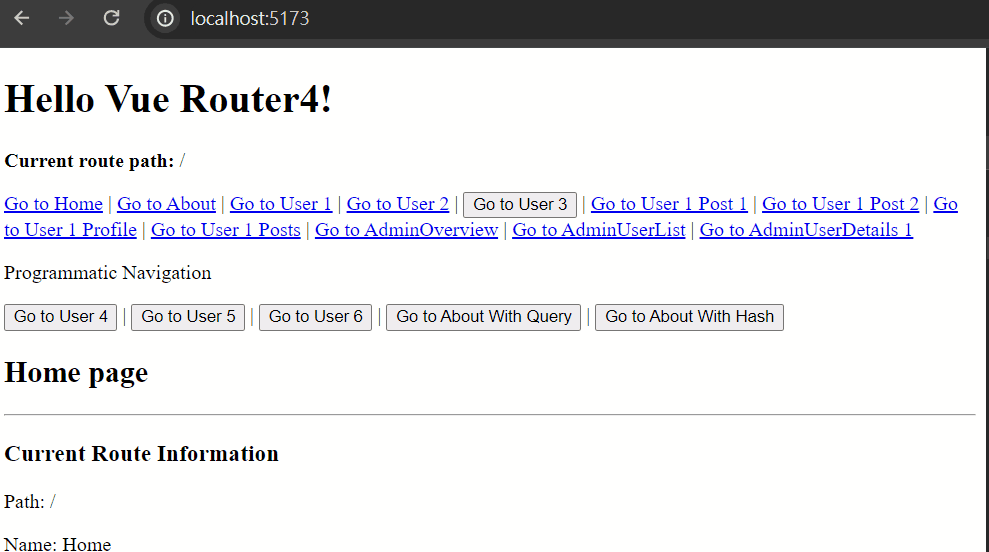 localhost:5173
Hello Vue Router4!
Current route path: /
Go to Home | Go to About | Go to User 1 | Go to User 2 | Go to User 3 | Go to User 1 Post 1 | Go to User 1 Post 2 | Go
to User 1 Profile | Go to User 1 Posts | Go to AdminOverview | Go to AdminUserList | Go to AdminUserDetails 1
Programmatic Navigation
Go to User 4 | Go to User 5 | Go to User 6 | Go to About With Query | Go to About With Hash
Home page
Current Route Information
Path: /
Name: Home